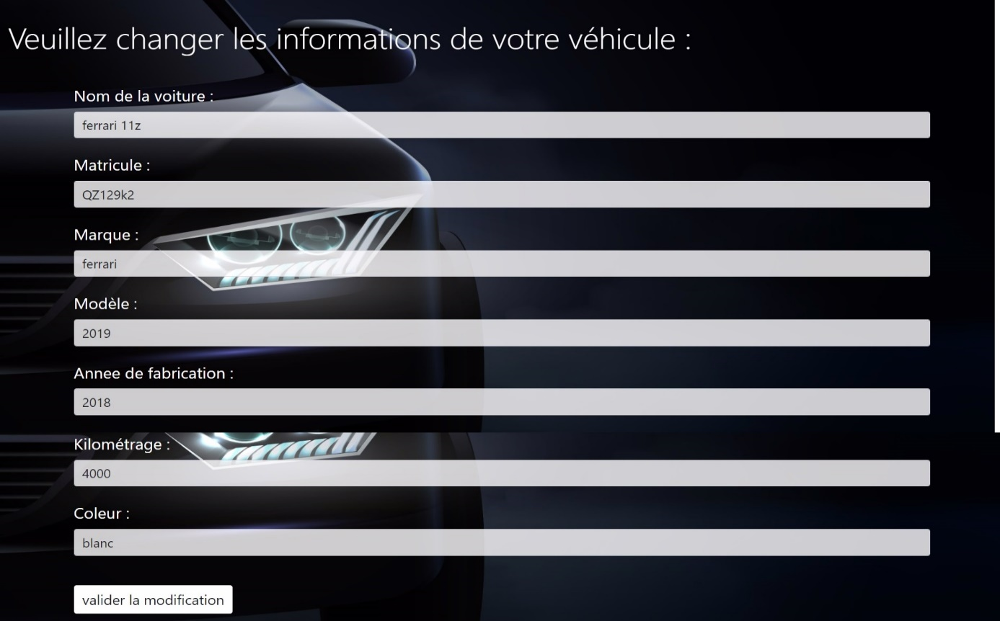 Veuillez changer les informations de votre véhicule :
Nom de la voiture :
ferrari 11z
Matricule :
QZ129k2
Marque :
ferrari
Modèle :
2019
Annee de fabrication :
2018
Kilométrage :
4000
Coleur :
blanc
valider la modification